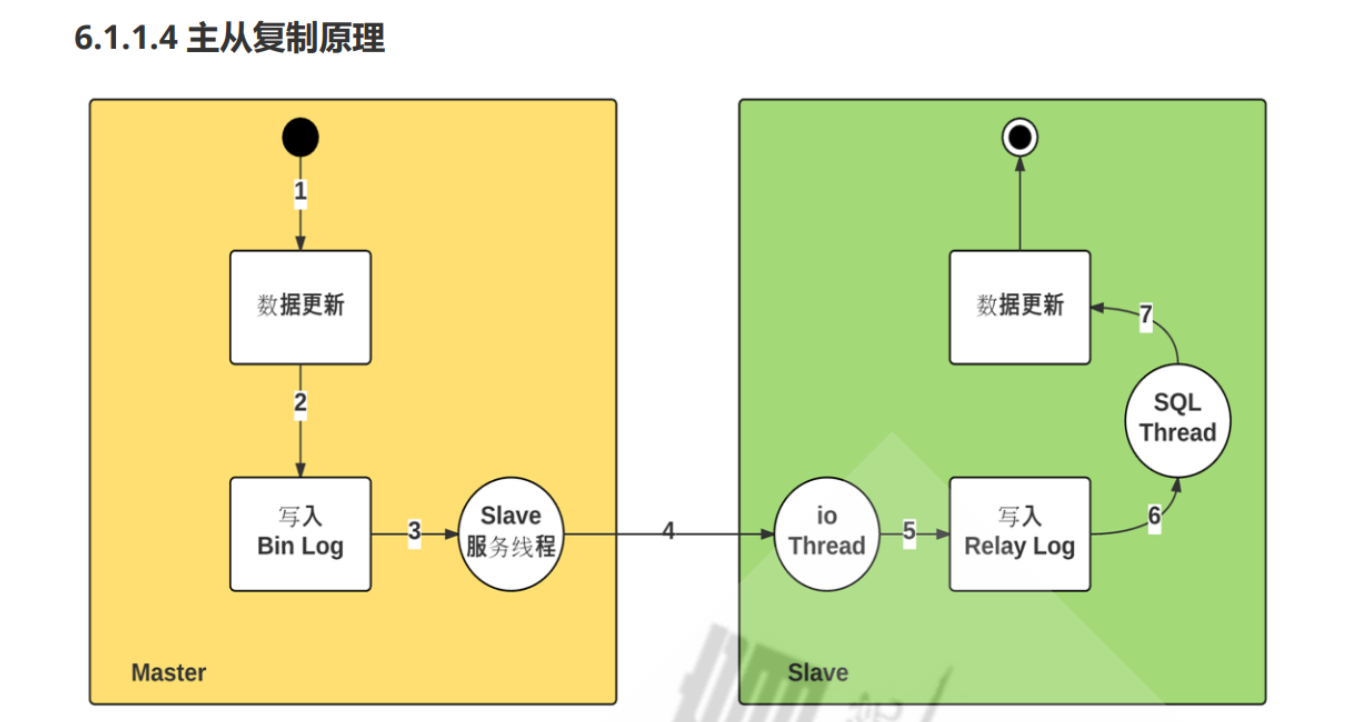 6.1.1.4 主从复制原理
1
数据更新
2
写入
Bin Log
3
Slave
服务线程
Master
4
io
Thread
5
写入
Relay Log
6
SQL
Thread
7
数据更新
Slave